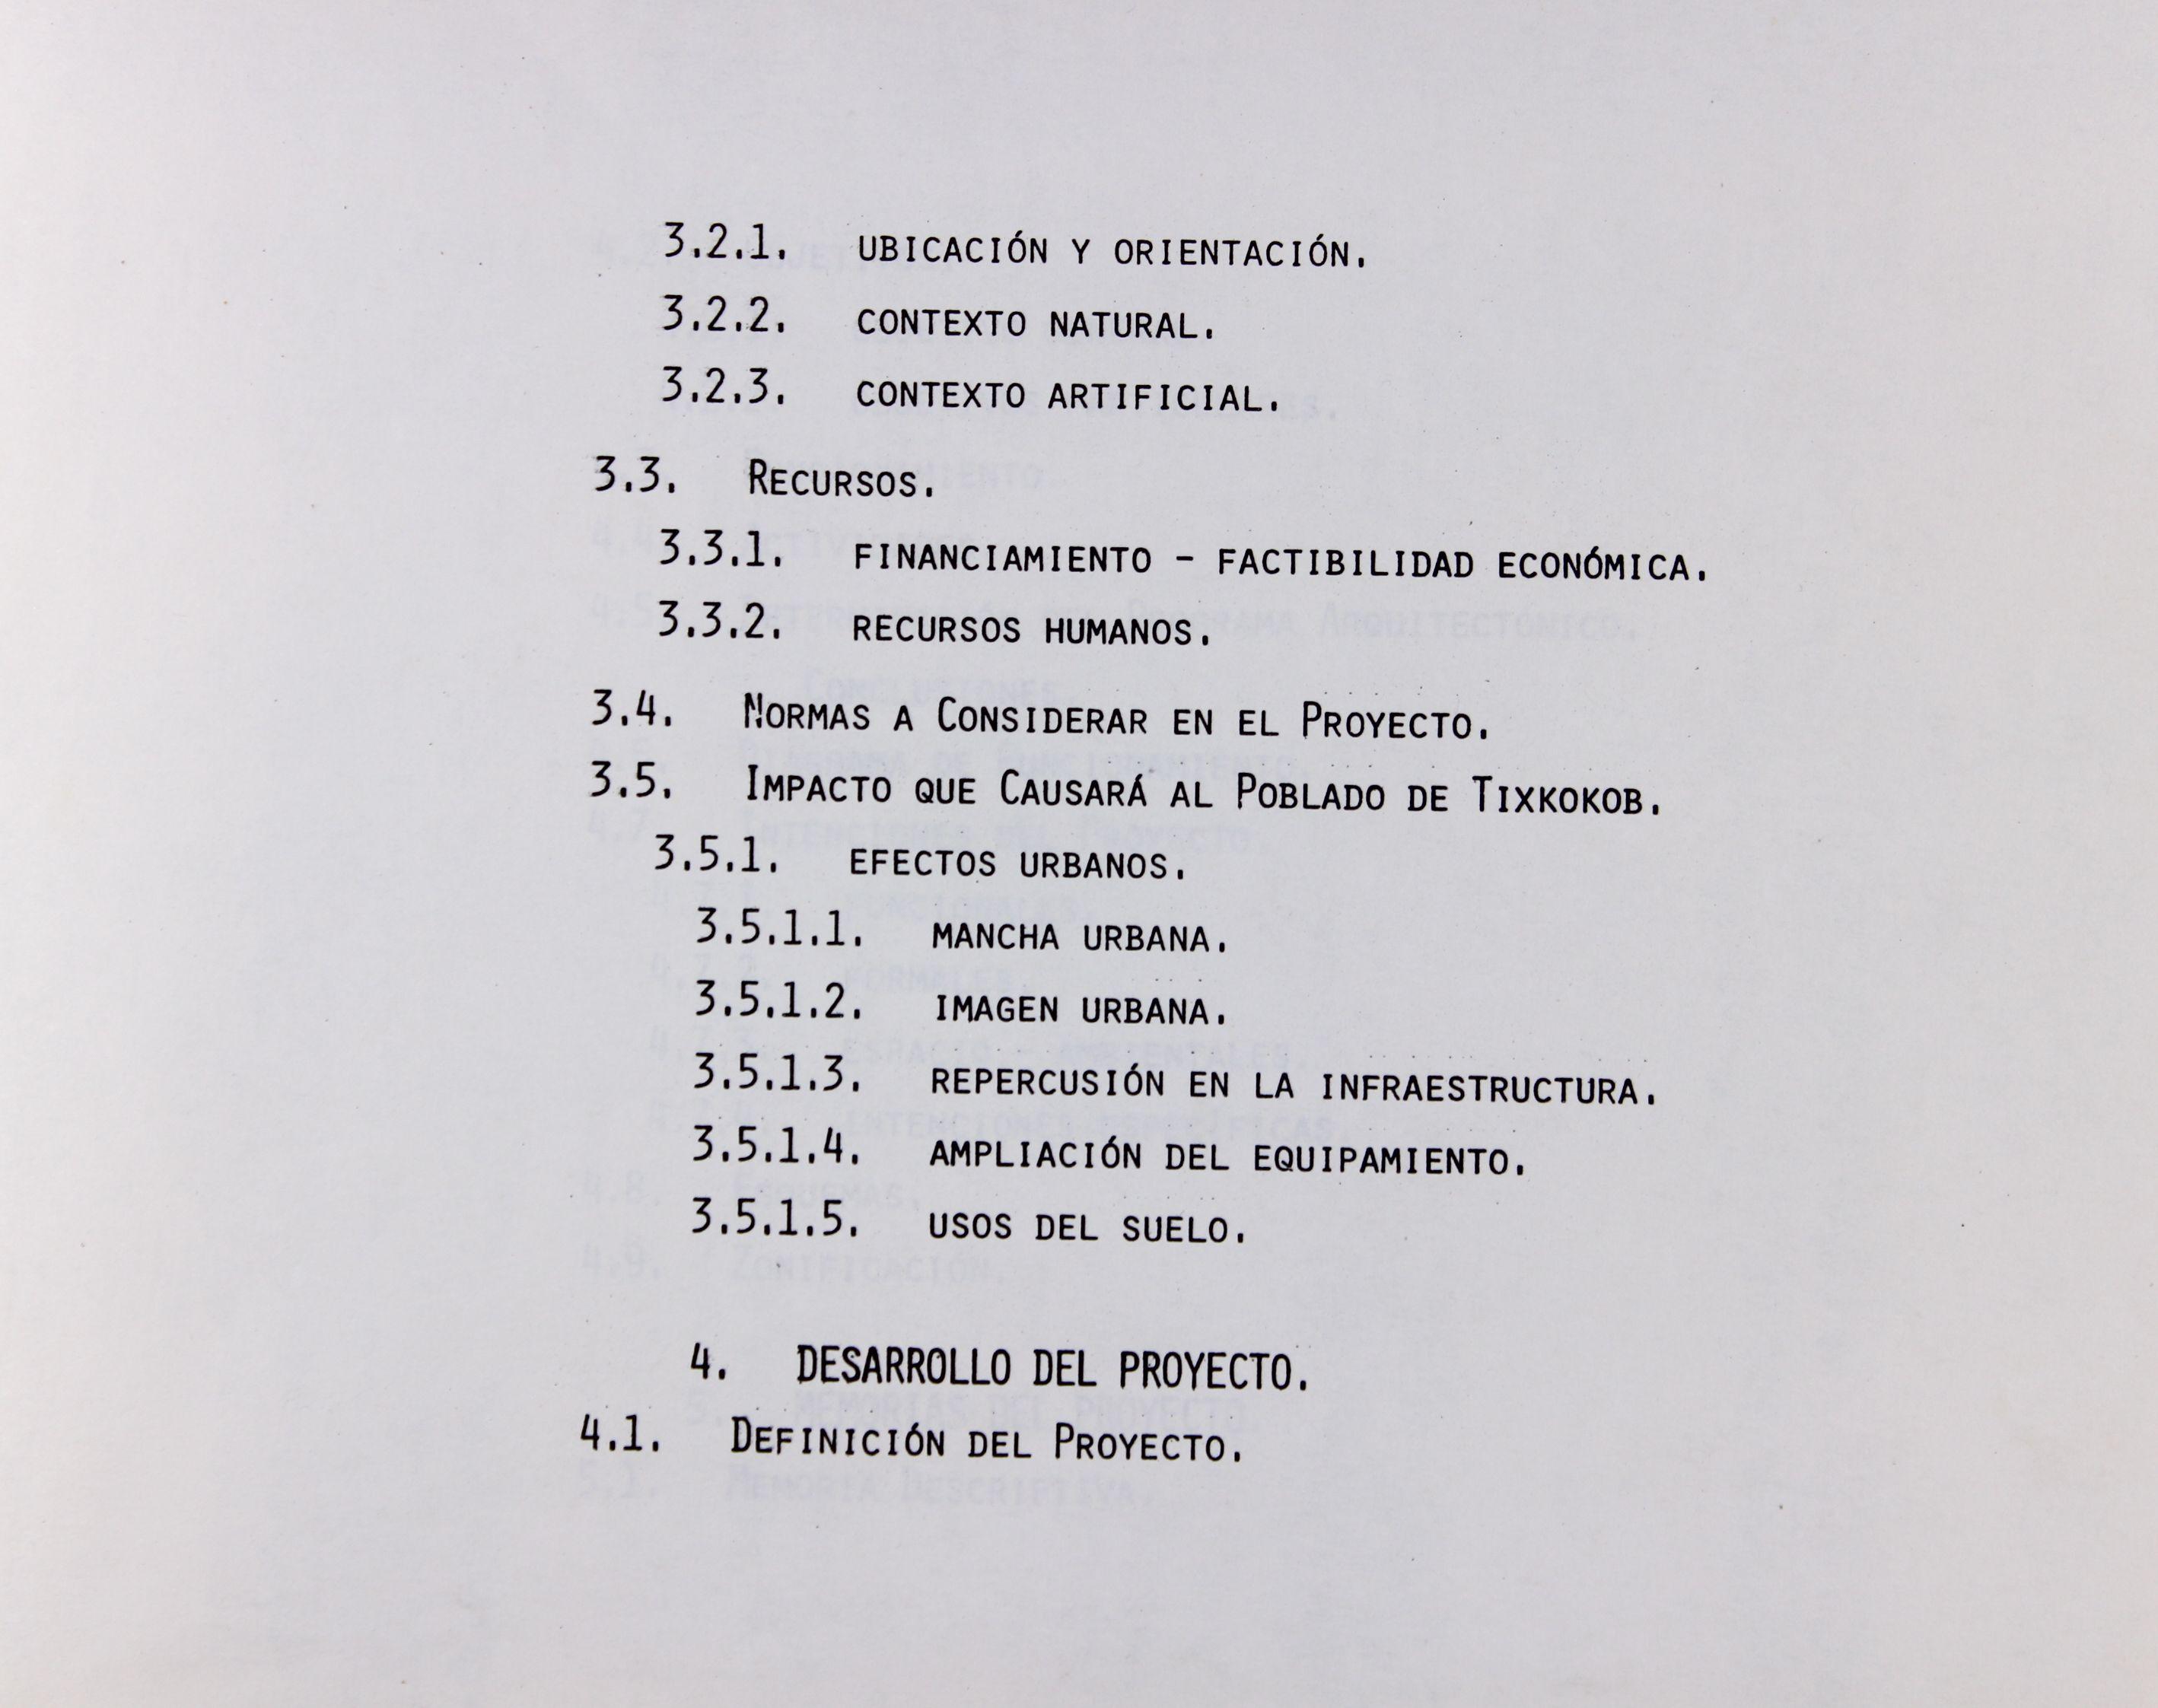 3.2.1. UBICACIÓN Y ORIENTACIÓN.
3.2.2. CONTEXTO NATURAL.
3.2.3. CONTEXTO ARTIFICIAL.
3.3. RECURSOS.
3.3.1. FINANCIAMIENTO - FACTIBILIDAD ECONÓMICA.
3.3.2. RECURSOS HUMANOS.
3.4. NORMAS A CONSIDERAR EN EL PROYECTO.
3.5. IMPACTO QUE CAUSARÁ AL POBLADO DE TIXKOKOB.
3.5.1. EFECTOS URBANOS.
3.5.1.1. MANCHA URBANA.
3.5.1.2. IMAGEN URBANA.
3.5.1.3. REPERCUSIÓN EN LA INFRAESTRUCTURA.
3.5.1.4. AMPLIACIÓN DEL EQUIPAMIENTO.
3.5.1.5. USOS DEL SUELO.
4. DESARROLLO DEL PROYECTO.
4.1. DEFINICIÓN DEL PROYECTO.